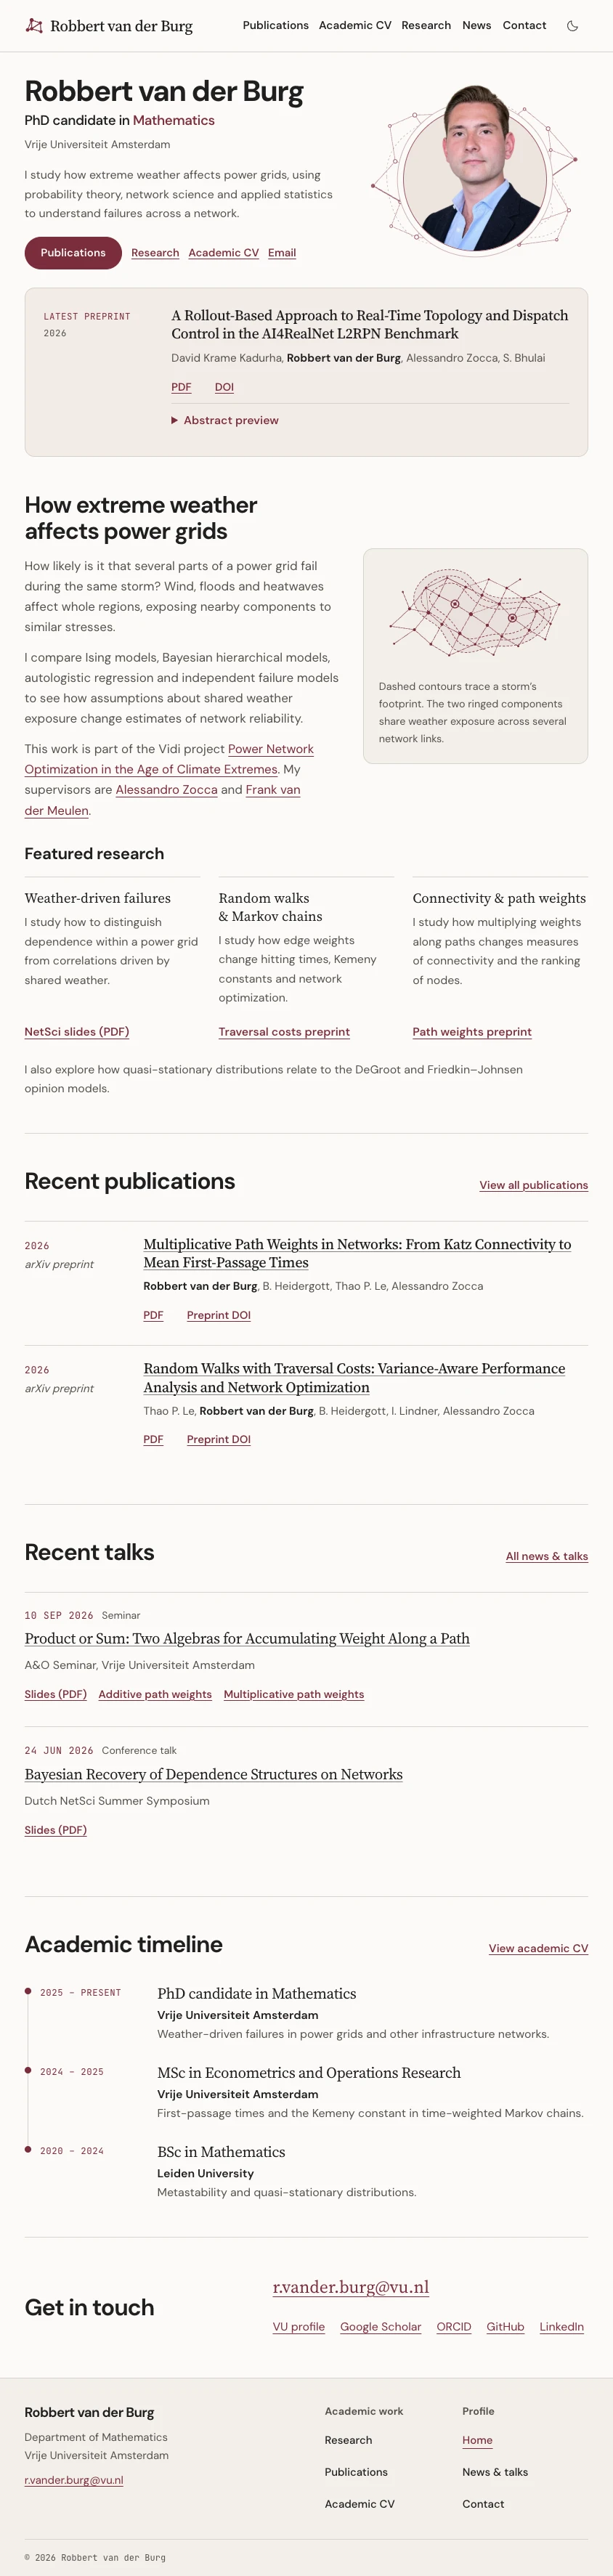 Robbert van der Burg
Publications Academic CV Research News Contact
Robbert van der Burg
PhD candidate in Mathematics
Vrije Universiteit Amsterdam
I study how extreme weather affects power grids, using
probability theory, network science and applied statistics
to understand failures across a network.
Publications Research Academic CV Email
LATEST PREPRINT
2026
A Rollout-Based Approach to Real-Time Topology and Dispatch
Control in the AI4RealNet L2RPN Benchmark
David Krame Kadurha, Robbert van der Burg, Alessandro Zocca, S. Bhulai
PDF DOI
▶ Abstract preview
How extreme weather
affects power grids
How likely is it that several parts of a power grid fail
during the same storm? Wind, floods and heatwaves
affect whole regions, exposing nearby components to
similar stresses.
I compare Ising models, Bayesian hierarchical models,
autologistic regression and independent failure models
to see how assumptions about shared weather
exposure change estimates of network reliability.
This work is part of the Vidi project Power Network
Optimization in the Age of Climate Extremes. My
supervisors are Alessandro Zocca and Frank van
der Meulen.
Dashed contours trace a storm's
footprint. The two ringed components
share weather exposure across several
network links.
Featured research
Weather-driven failures
I study how to distinguish
dependence within a power grid
from correlations driven by
shared weather.
NetSci slides (PDF)
Random walks
& Markov chains
I study how edge weights
change hitting times, Kemeny
constants and network
optimization.
Traversal costs preprint
Connectivity & path weights
I study how multiplying weights
along paths changes measures
of connectivity and the ranking
of nodes.
Path weights preprint
I also explore how quasi-stationary distributions relate to the DeGroot and Friedkin–Johnsen
opinion models.
Recent publications
View all publications
2026
arXiv preprint
Multiplicative Path Weights in Networks: From Katz Connectivity to
Mean First-Passage Times
Robbert van der Burg, B. Heidergott, Thao P. Le, Alessandro Zocca
PDF Preprint DOI
2026
arXiv preprint
Random Walks with Traversal Costs: Variance-Aware Performance
Analysis and Network Optimization
Thao P. Le, Robbert van der Burg, B. Heidergott, I. Lindner, Alessandro Zocca
PDF Preprint DOI
Recent talks
All news & talks
10 SEP 2026 Seminar
Product or Sum: Two Algebras for Accumulating Weight Along a Path
A&O Seminar, Vrije Universiteit Amsterdam
Slides (PDF) Additive path weights Multiplicative path weights
24 JUN 2026 Conference talk
Bayesian Recovery of Dependence Structures on Networks
Dutch NetSci Summer Symposium
Slides (PDF)
Academic timeline
View academic CV
2025 – PRESENT
PhD candidate in Mathematics
Vrije Universiteit Amsterdam
Weather-driven failures in power grids and other infrastructure networks.
2024 – 2025
MSc in Econometrics and Operations Research
Vrije Universiteit Amsterdam
First-passage times and the Kemeny constant in time-weighted Markov chains.
2020 – 2024
BSc in Mathematics
Leiden University
Metastability and quasi-stationary distributions.
Get in touch
r.vander.burg@vu.nl
VU profile Google Scholar ORCID GitHub LinkedIn
Robbert van der Burg
Department of Mathematics
Vrije Universiteit Amsterdam
r.vander.burg@vu.nl
Academic work
Research
Publications
Academic CV
Profile
Home
News & talks
Contact
© 2026 Robbert van der Burg